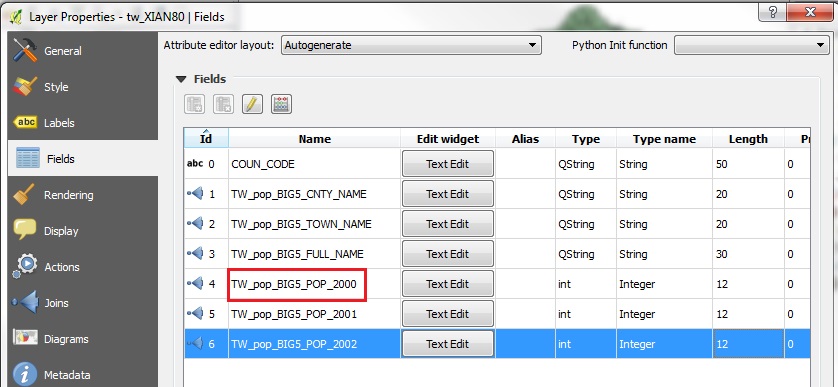 Layer Properties - tw_XIAN80 | Fields
General
Style
abc Labels
Fields
Rendering
Display
Actions
Joins
Diagrams
Metadata
Attribute editor layout: Autogenerate Python Init function
Fields
Id Name Edit widget Alias Type Type name Length
abc 0 COUN_CODE Text Edit QString String 50 0
1 TW_pop_BIG5_CNTY_NAME Text Edit QString String 20 0
2 TW_pop_BIG5_TOWN_NAME Text Edit QString String 20 0
3 TW_pop_BIG5_FULL_NAME Text Edit QString String 30 0
4 TW_pop_BIG5_POP_2000 Text Edit int Integer 12 0
5 TW_pop_BIG5_POP_2001 Text Edit int Integer 12 0
6 TW_pop_BIG5_POP_2002 Text Edit int Integer 12 0